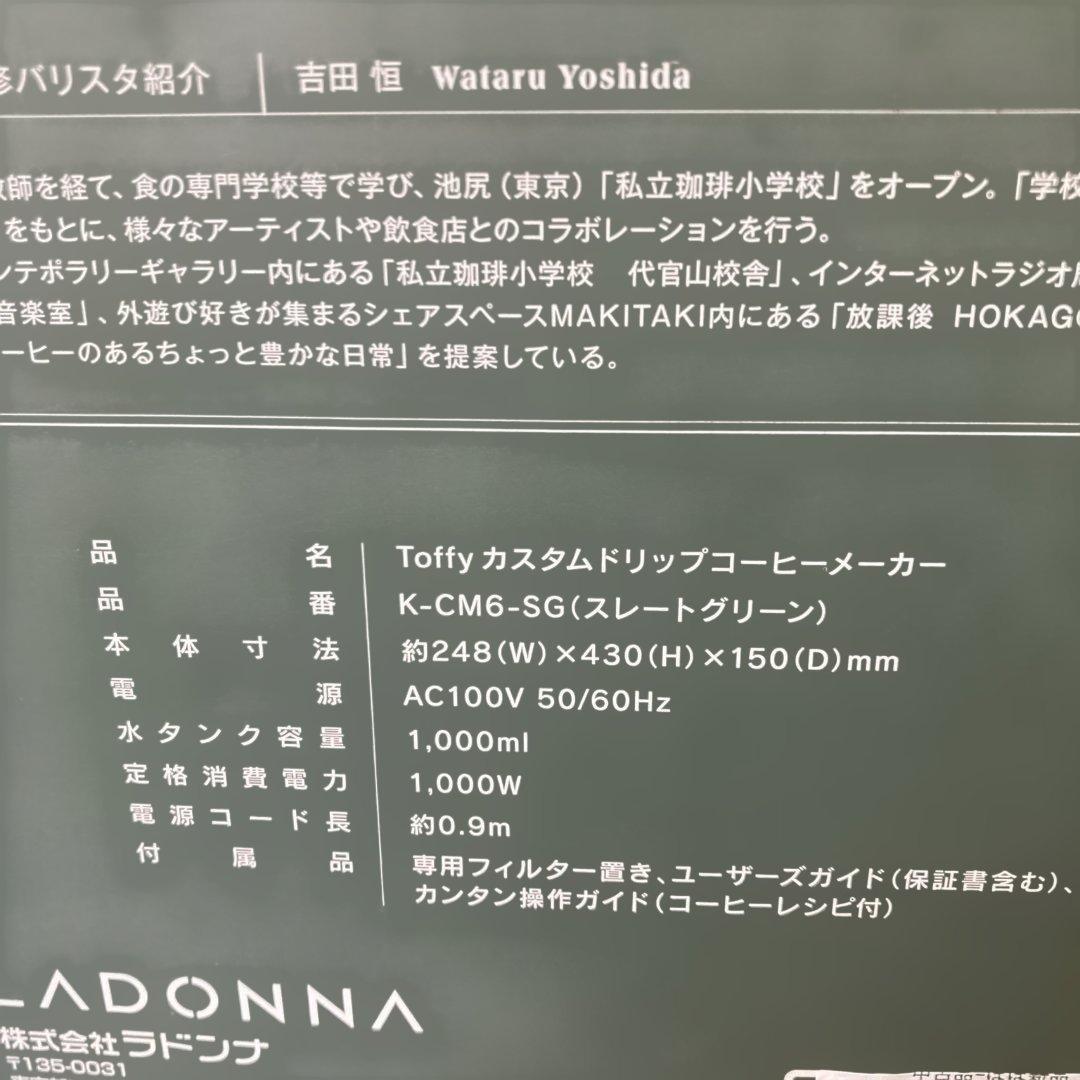 修バリスタ紹介 吉田 恒 Wataru Yoshida
師を経て、食の専門学校等で学び、池尻（東京）「私立珈琲小学校」をオープン。「学校
をもとに、様々なアーティストや飲食店とのコラボレーションを行う。
ンテポラリーギャラリー内にある「私立珈琲小学校 代官山校舎」、インターネットラジオ
音楽室」、外遊び好きが集まるシェアスペースMAKITAKI内にある「放課後 HOKAGO
ーヒーのあるちょっと豊かな日常」を提案している。
品名 Toffy カスタムドリップコーヒーメーカー
品番 K-CM6-SG（スレートグリーン）
本体寸法 約248（W）×430（H）×150（D）mm
電源 AC100V 50/60Hz
水タンク容量 1,000ml
定格消費電力 1,000W
電源コード長 約0.9m
付属品 専用フィルター置き、ユーザーズガイド（保証書含む）、
カンタン操作ガイド（コーヒーレシピ付）
LADONNA
株式会社ラドンナ
〒135-0031